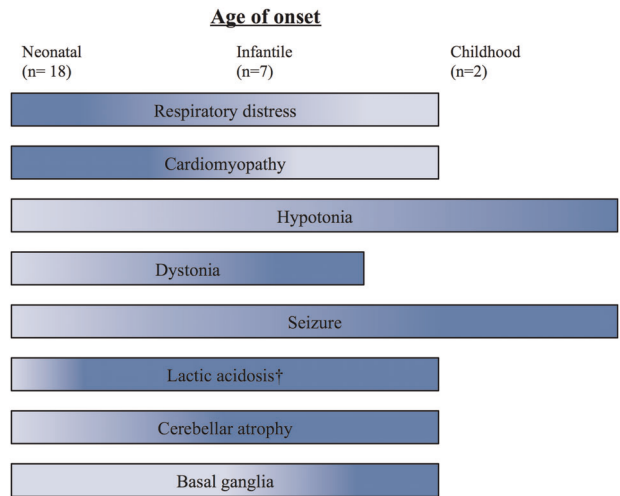 Age of onset
Neonatal Infantile Childhood
(n= 18) (n=7) (n=2)
Respiratory distress
Cardiomyopathy
Hypotonia
Dystonia
Seizure
Lactic acidosis†
Cerebellar atrophy
Basal ganglia